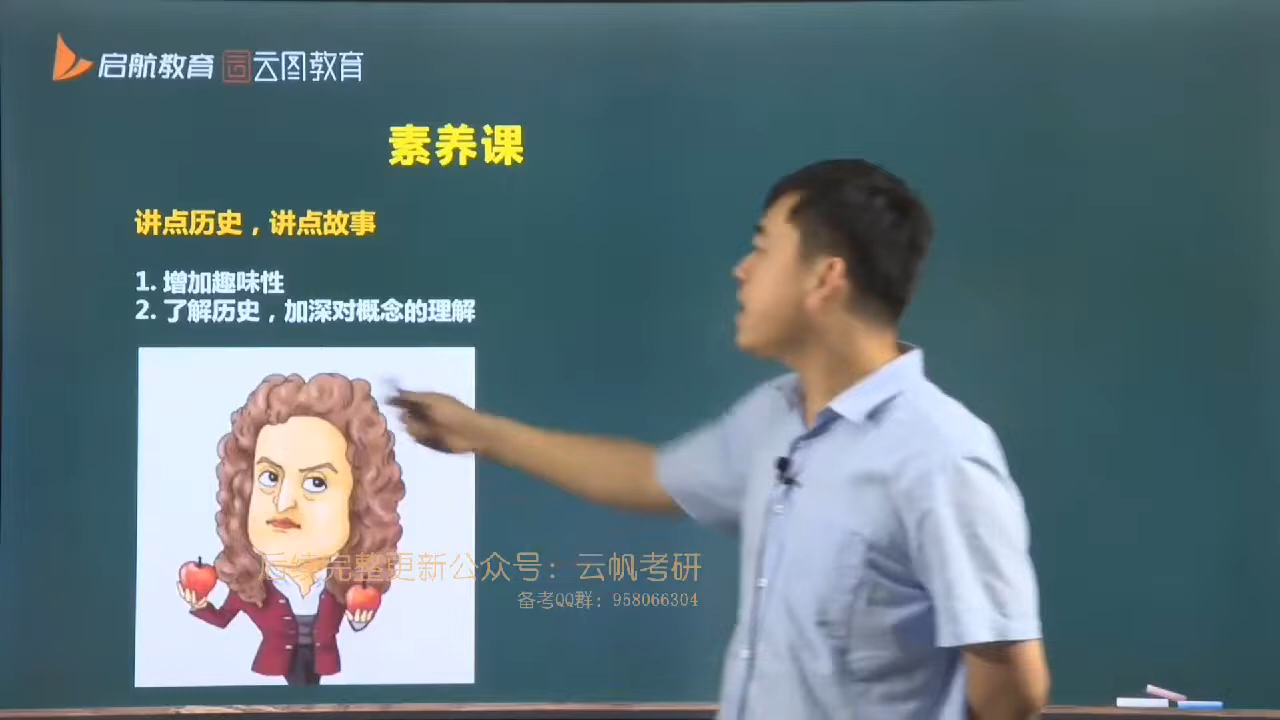 启航教育 云图教育
素养课
讲点历史，讲点故事
1. 增加趣味性
2. 了解历史，加深对概念的理解
后续完整更新公众号：云帆考研
备考QQ群：958066304